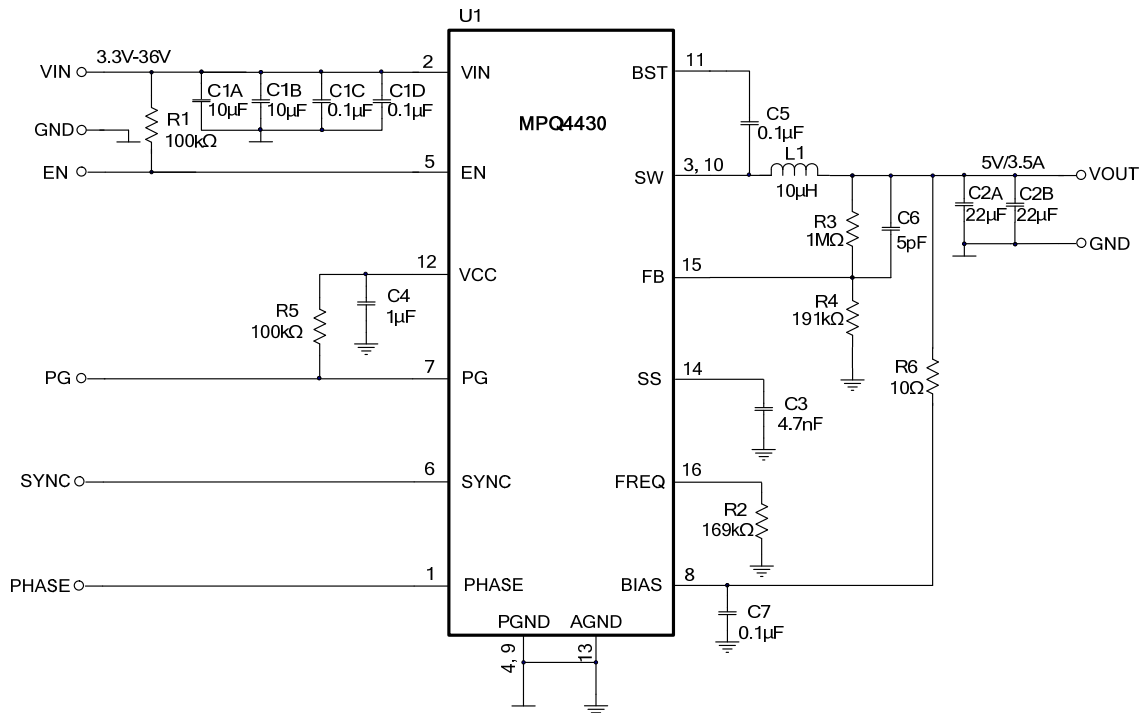 U1
3.3V-36V
VIN
2
VIN
C1A
10μF
C1B
10μF
C1C
0.1μF
C1D
0.1μF
GND
R1
100kΩ
EN
5
EN
MPQ4430
BST
11
C5
0.1μF
SW
3, 10
L1
10μH
5V/3.5A
VOUT
C2A
22μF
C2B
22μF
GND
R3
1MΩ
C6
5pF
12
VCC
FB
15
R4
191kΩ
R5
100kΩ
C4
1μF
PG
7
PG
SS
14
C3
4.7nF
R6
10Ω
SYNC
6
SYNC
FREQ
16
R2
169kΩ
PHASE
1
PHASE
BIAS
8
C7
0.1μF
PGND
AGND
4, 9
13